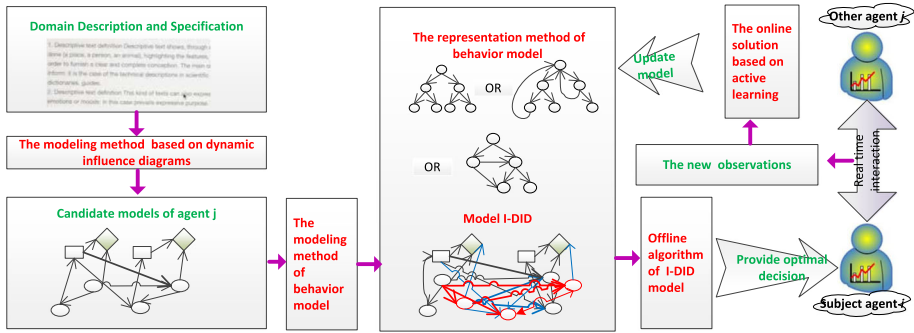 Domain Description and Specification
1. Descriptive text definition Descriptive text shows, through
(a place, a person, an animal), highlighting the features,
order to furnish a clear and complete conception. The main
inform: it is the case of the technical descriptions in scientific
dictionaries, guides.
2. Descriptive text definition This kind of texts can also
emotions or moods, in this case prevails expressive purpose.
The modeling method based on dynamic
influence diagrams
Candidate models of agent j
The
modeling
method
of
behavior
model
The representation method of
behavior model
OR
OR
Model I-DID
Offline
algorithm
of I-DID
model
Update
model
The online
solution
based on
active
learning
The new observations
Provide optimal
decision
Other agent j
Real time
interaction
Subject agent i